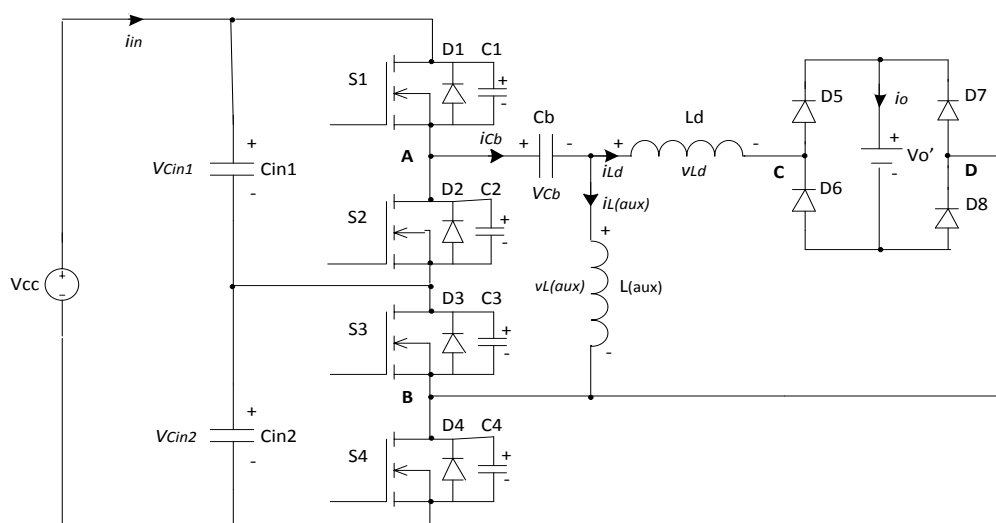 iin
D1 C1
S1
+
-
A
iCb
+ Cb -
VCb
iLd
+ Ld -
vLd
C
D5
D6
io
+
Vo'
-
D7
D
D8
VCin1
+
Cin1
-
D2 C2
S2
+
-
iL(aux)
+
vL(aux)
L(aux)
-
Vcc
+
-
D3 C3
S3
+
-
B
VCin2
+
Cin2
-
D4 C4
S4
+
-